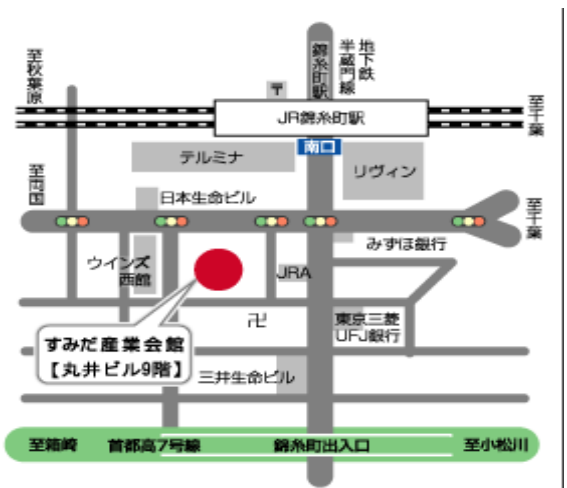 至秋葉原
錦糸町駅
地下鉄
半蔵門線
〒
JR錦糸町駅
至千葉
南口
テルミナ
リヴィン
至両国
日本生命ビル
至千葉
みずほ銀行
ウインズ
西館
JRA
卍
東京三菱
UFJ銀行
すみだ産業会館
【丸井ビル9階】
三井生命ビル
至箱崎
首都高7号線
錦糸町出入口
至小松川